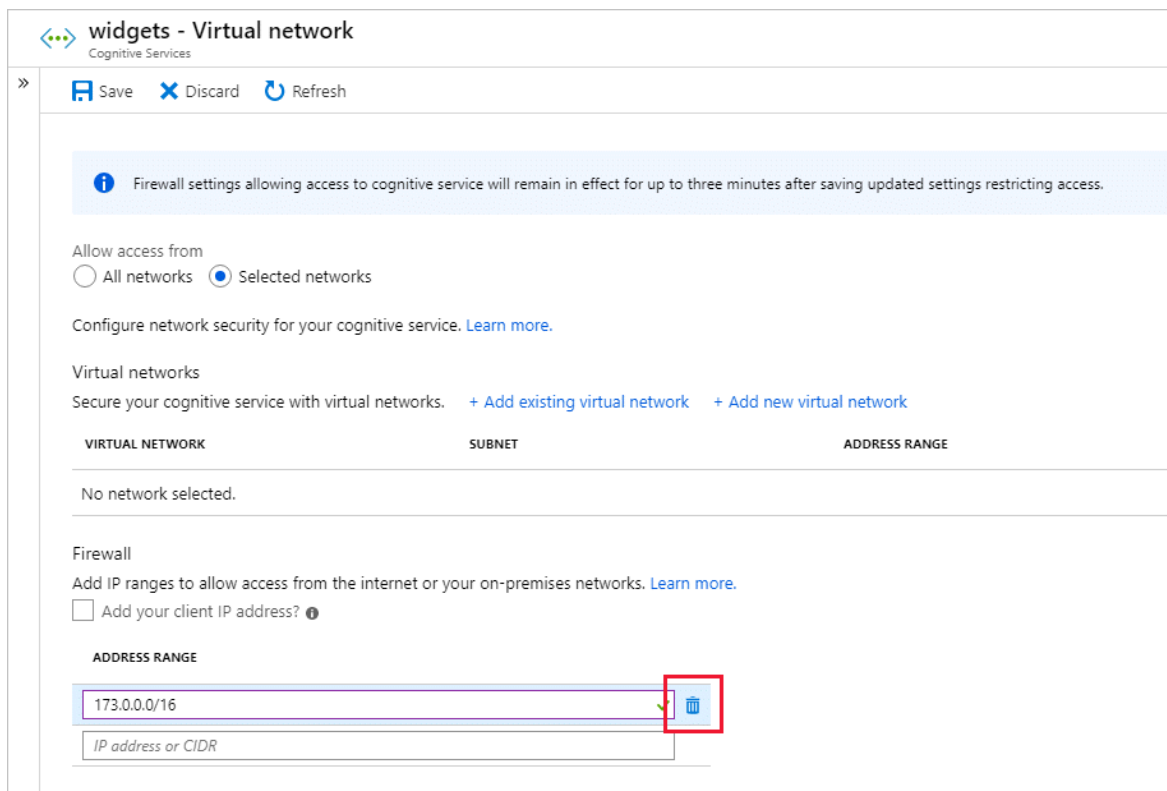 widgets - Virtual network
Cognitive Services
» Save Discard Refresh
Firewall settings allowing access to cognitive service will remain in effect for up to three minutes after saving updated settings restricting access.
Allow access from
All networks Selected networks
Configure network security for your cognitive service. Learn more.
Virtual networks
Secure your cognitive service with virtual networks. + Add existing virtual network + Add new virtual network
VIRTUAL NETWORK SUBNET ADDRESS RANGE
No network selected.
Firewall
Add IP ranges to allow access from the internet or your on-premises networks. Learn more.
Add your client IP address?
ADDRESS RANGE
173.0.0.0/16
IP address or CIDR